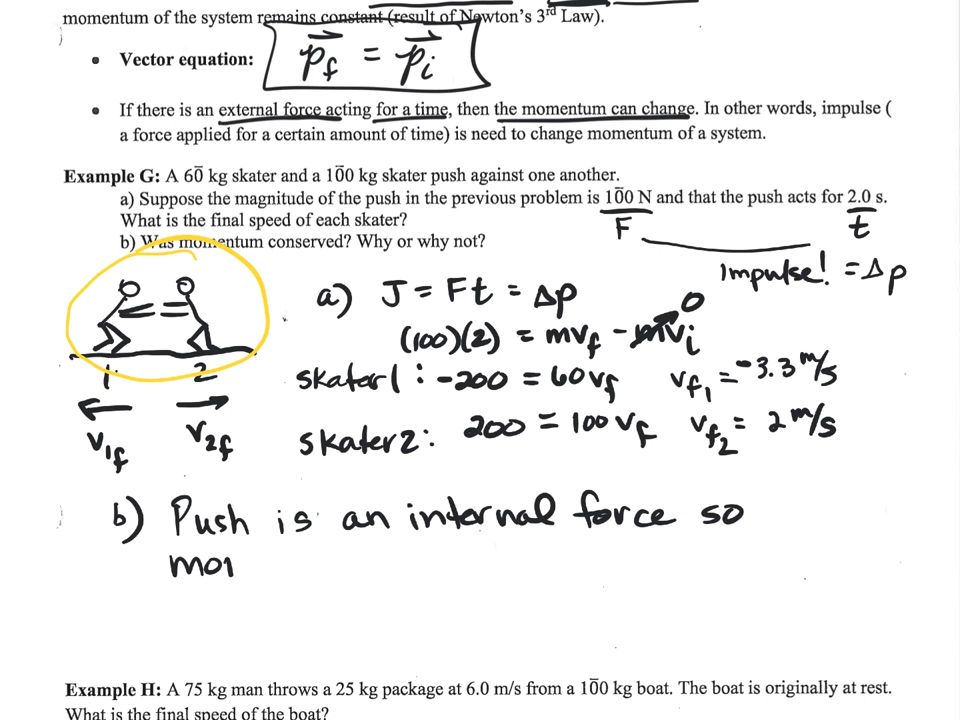 momentum of the system remains constant (result of Newton's 3rd Law).
• Vector equation: p⃗f = p⃗i
• If there is an external force acting for a time, then the momentum can change. In other words, impulse (
a force applied for a certain amount of time) is need to change momentum of a system.
Example G: A 60̅ kg skater and a 10̅0 kg skater push against one another.
a) Suppose the magnitude of the push in the previous problem is 10̅0 N and that the push acts for 2.0 s.
What is the final speed of each skater?
F t
b) Was momentum conserved? Why or why not?
Impulse! = Δp
a) J = Ft = Δp
0
(100)(2) = mvf - mvi
1 2
skater 1: -200 = 60vf vf1 = -3.3 m/s
v1f v2f
skater 2: 200 = 100vf vf2 = 2 m/s
b) Push is an internal force so
mom
Example H: A 75 kg man throws a 25 kg package at 6.0 m/s from a 10̅0 kg boat. The boat is originally at rest.
What is the final speed of the boat?